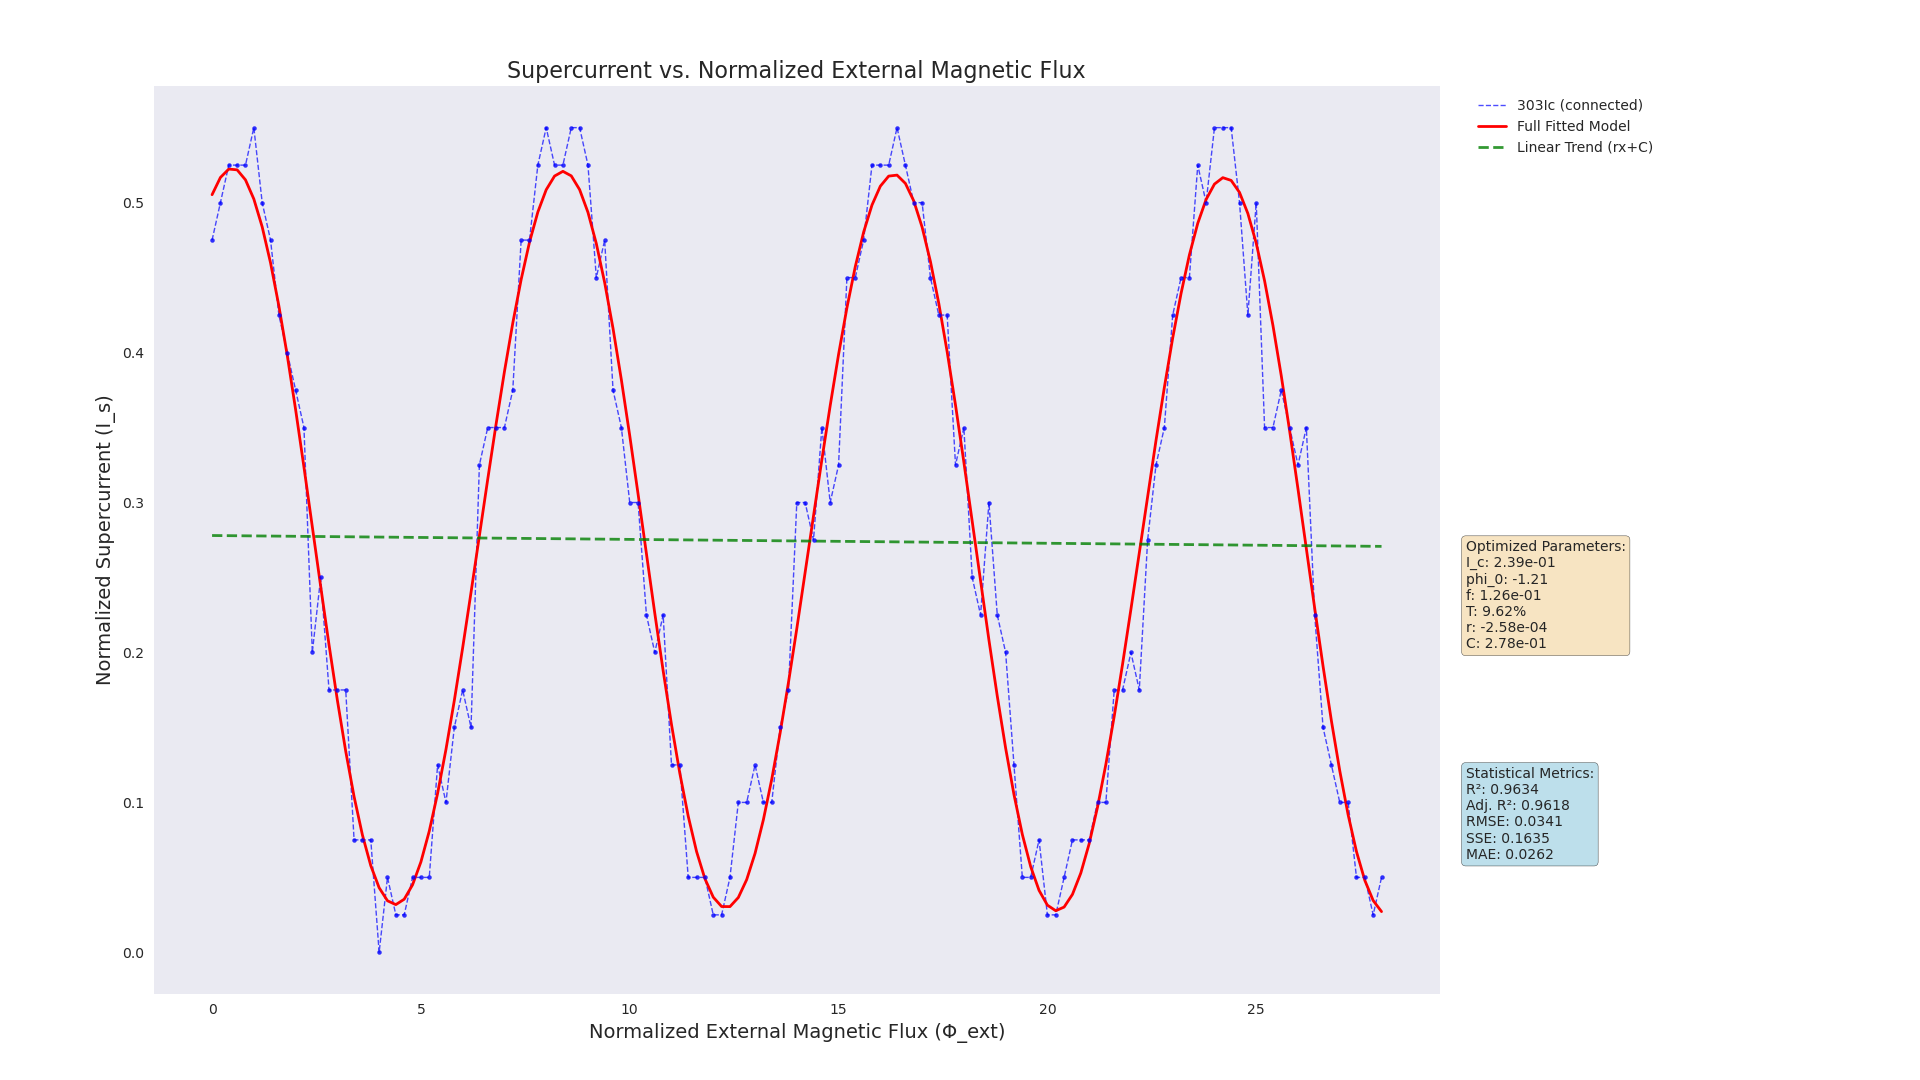 Supercurrent vs. Normalized External Magnetic Flux
303Ic (connected)
Full Fitted Model
Linear Trend (rx+C)
Normalized Supercurrent (I_s)
0.5
0.4
0.3
0.2
0.1
0.0
0 5 10 15 20 25
Normalized External Magnetic Flux (Φ_ext)
Optimized Parameters:
I_c: 2.39e-01
phi_0: -1.21
f: 1.26e-01
T: 9.62%
r: -2.58e-04
C: 2.78e-01
Statistical Metrics:
R²: 0.9634
Adj. R²: 0.9618
RMSE: 0.0341
SSE: 0.1635
MAE: 0.0262